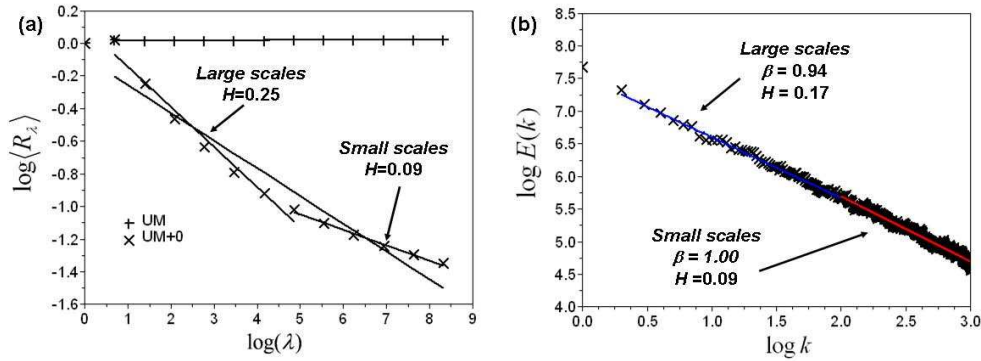 (a)
0.2
0.0
-0.2
-0.4
-0.6
-0.8
-1.0
-1.2
-1.4
-1.6
log⟨R_λ⟩
Large scales
H=0.25
Small scales
H=0.09
+ UM
× UM+0
0 1 2 3 4 5 6 7 8 9
log(λ)
(b)
8.5
8.0
7.5
7.0
6.5
6.0
5.5
5.0
4.5
4.0
log E(k)
Large scales
β = 0.94
H = 0.17
Small scales
β = 1.00
H =0.09
0.0 0.5 1.0 1.5 2.0 2.5 3.0
log k